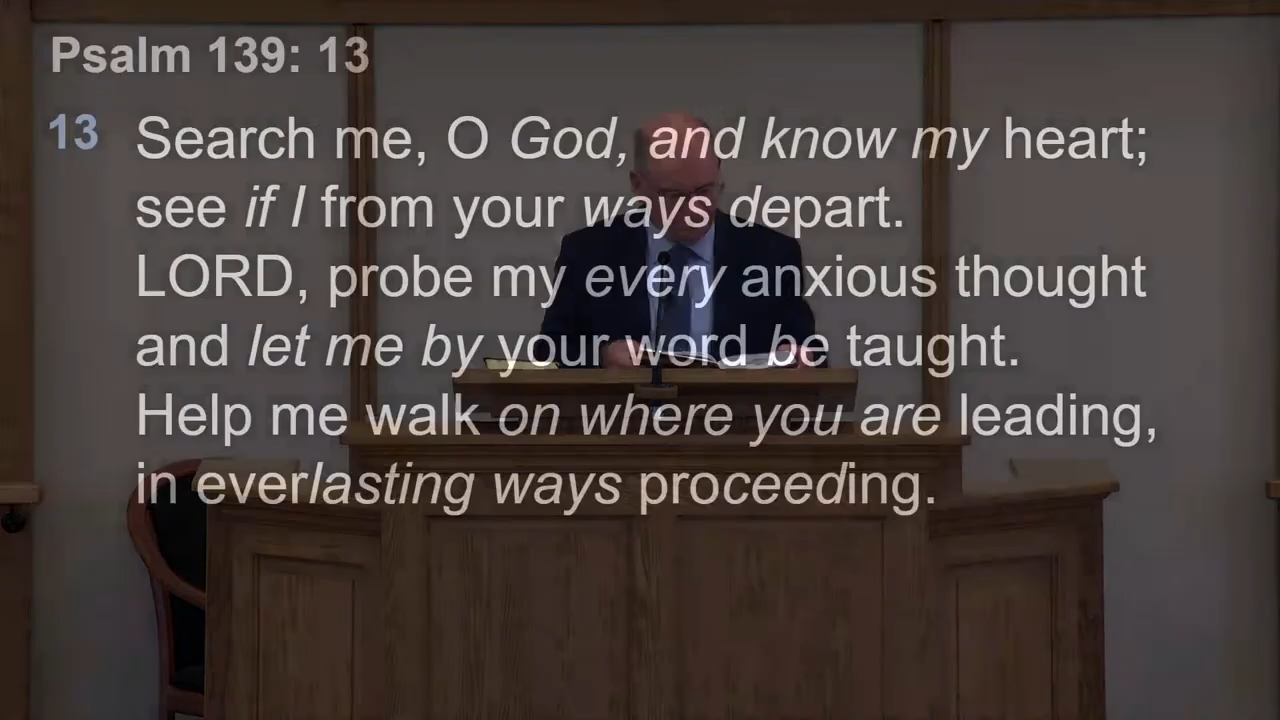 Psalm 139: 13
13 Search me, O God, and know my heart;
see if I from your ways depart.
LORD, probe my every anxious thought
and let me by your word be taught.
Help me walk on where you are leading,
in everlasting ways proceeding.